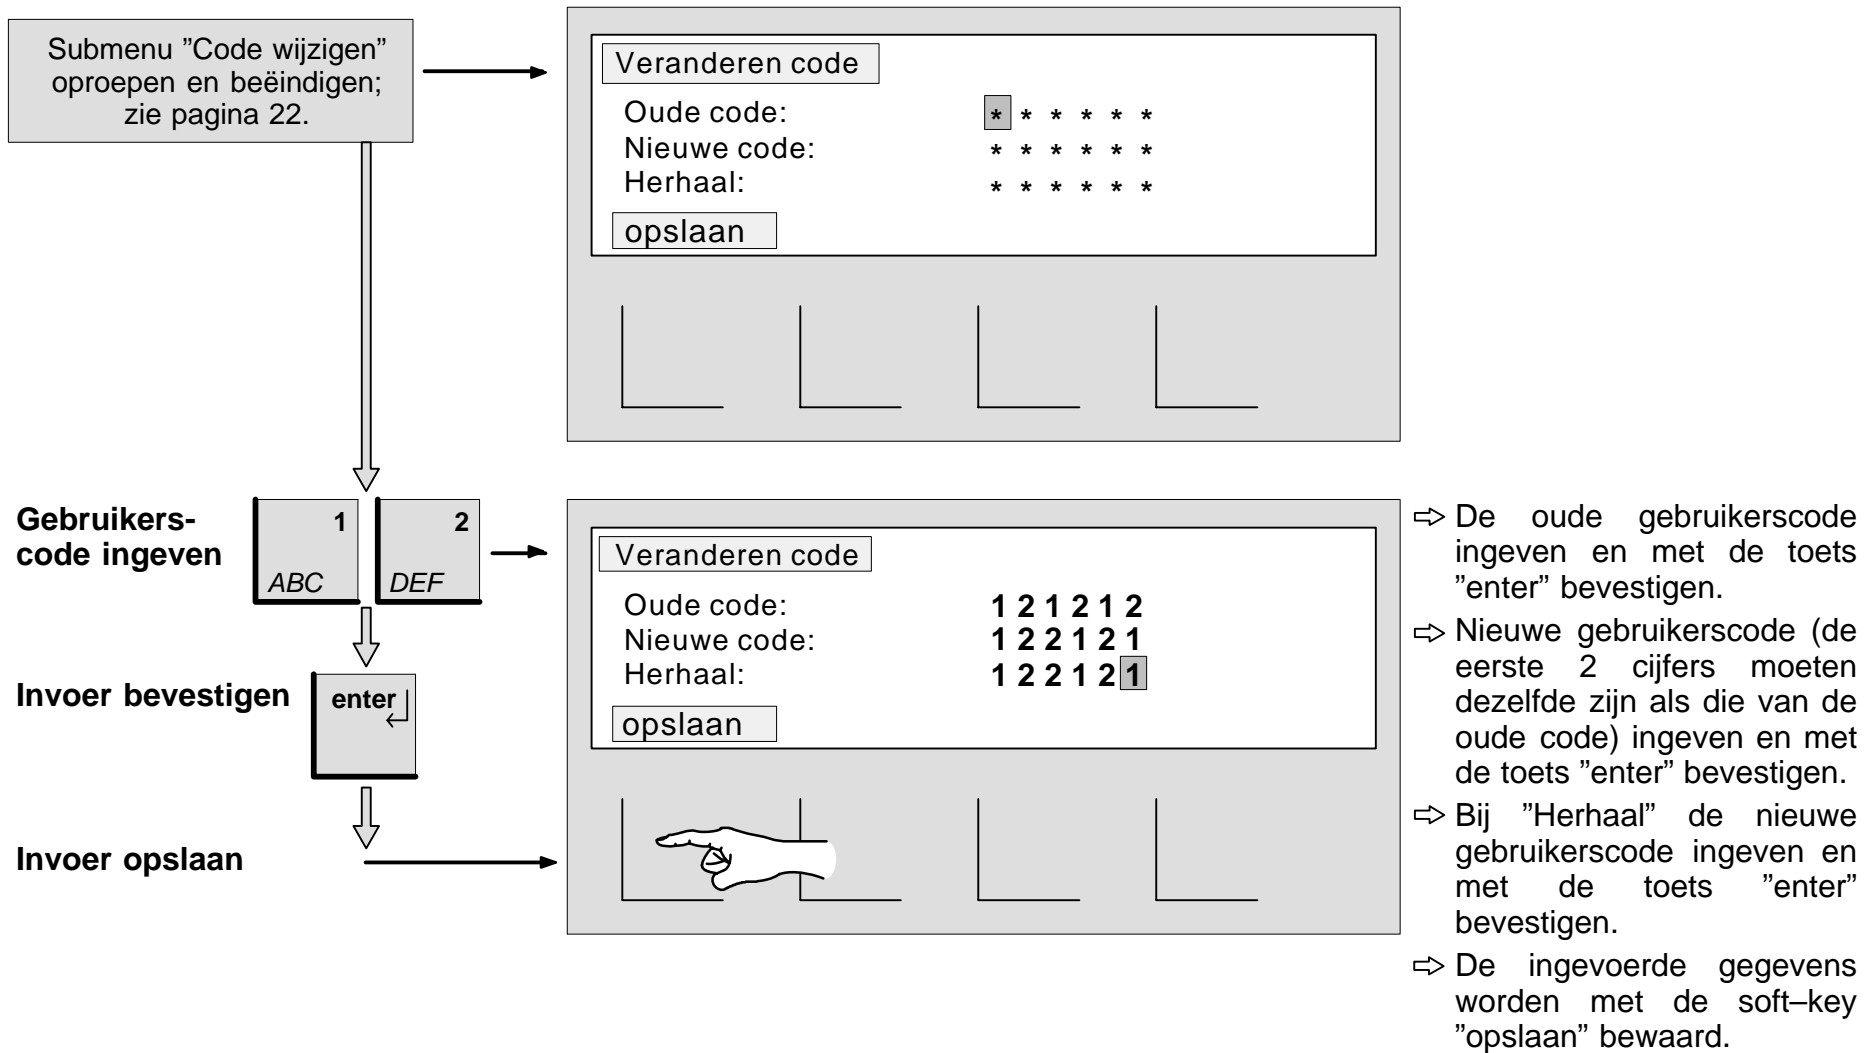 Submenu ”Code wijzigen”
oproepen en beëindigen;
zie pagina 22.
Veranderen code
Oude code: * * * * * *
Nieuwe code: * * * * * *
Herhaal: * * * * * *
opslaan
Gebruikers-
code ingeven
1
ABC
2
DEF
Invoer bevestigen
enter
Invoer opslaan
Veranderen code
Oude code: 1 2 1 2 1 2
Nieuwe code: 1 2 2 1 2 1
Herhaal: 1 2 2 1 2 1
opslaan
De oude gebruikerscode
ingeven en met de toets
”enter” bevestigen.
Nieuwe gebruikerscode (de
eerste 2 cijfers moeten
dezelfde zijn als die van de
oude code) ingeven en met
de toets ”enter” bevestigen.
Bij ”Herhaal” de nieuwe
gebruikerscode ingeven en
met de toets ”enter”
bevestigen.
De ingevoerde gegevens
worden met de soft–key
”opslaan” bewaard.